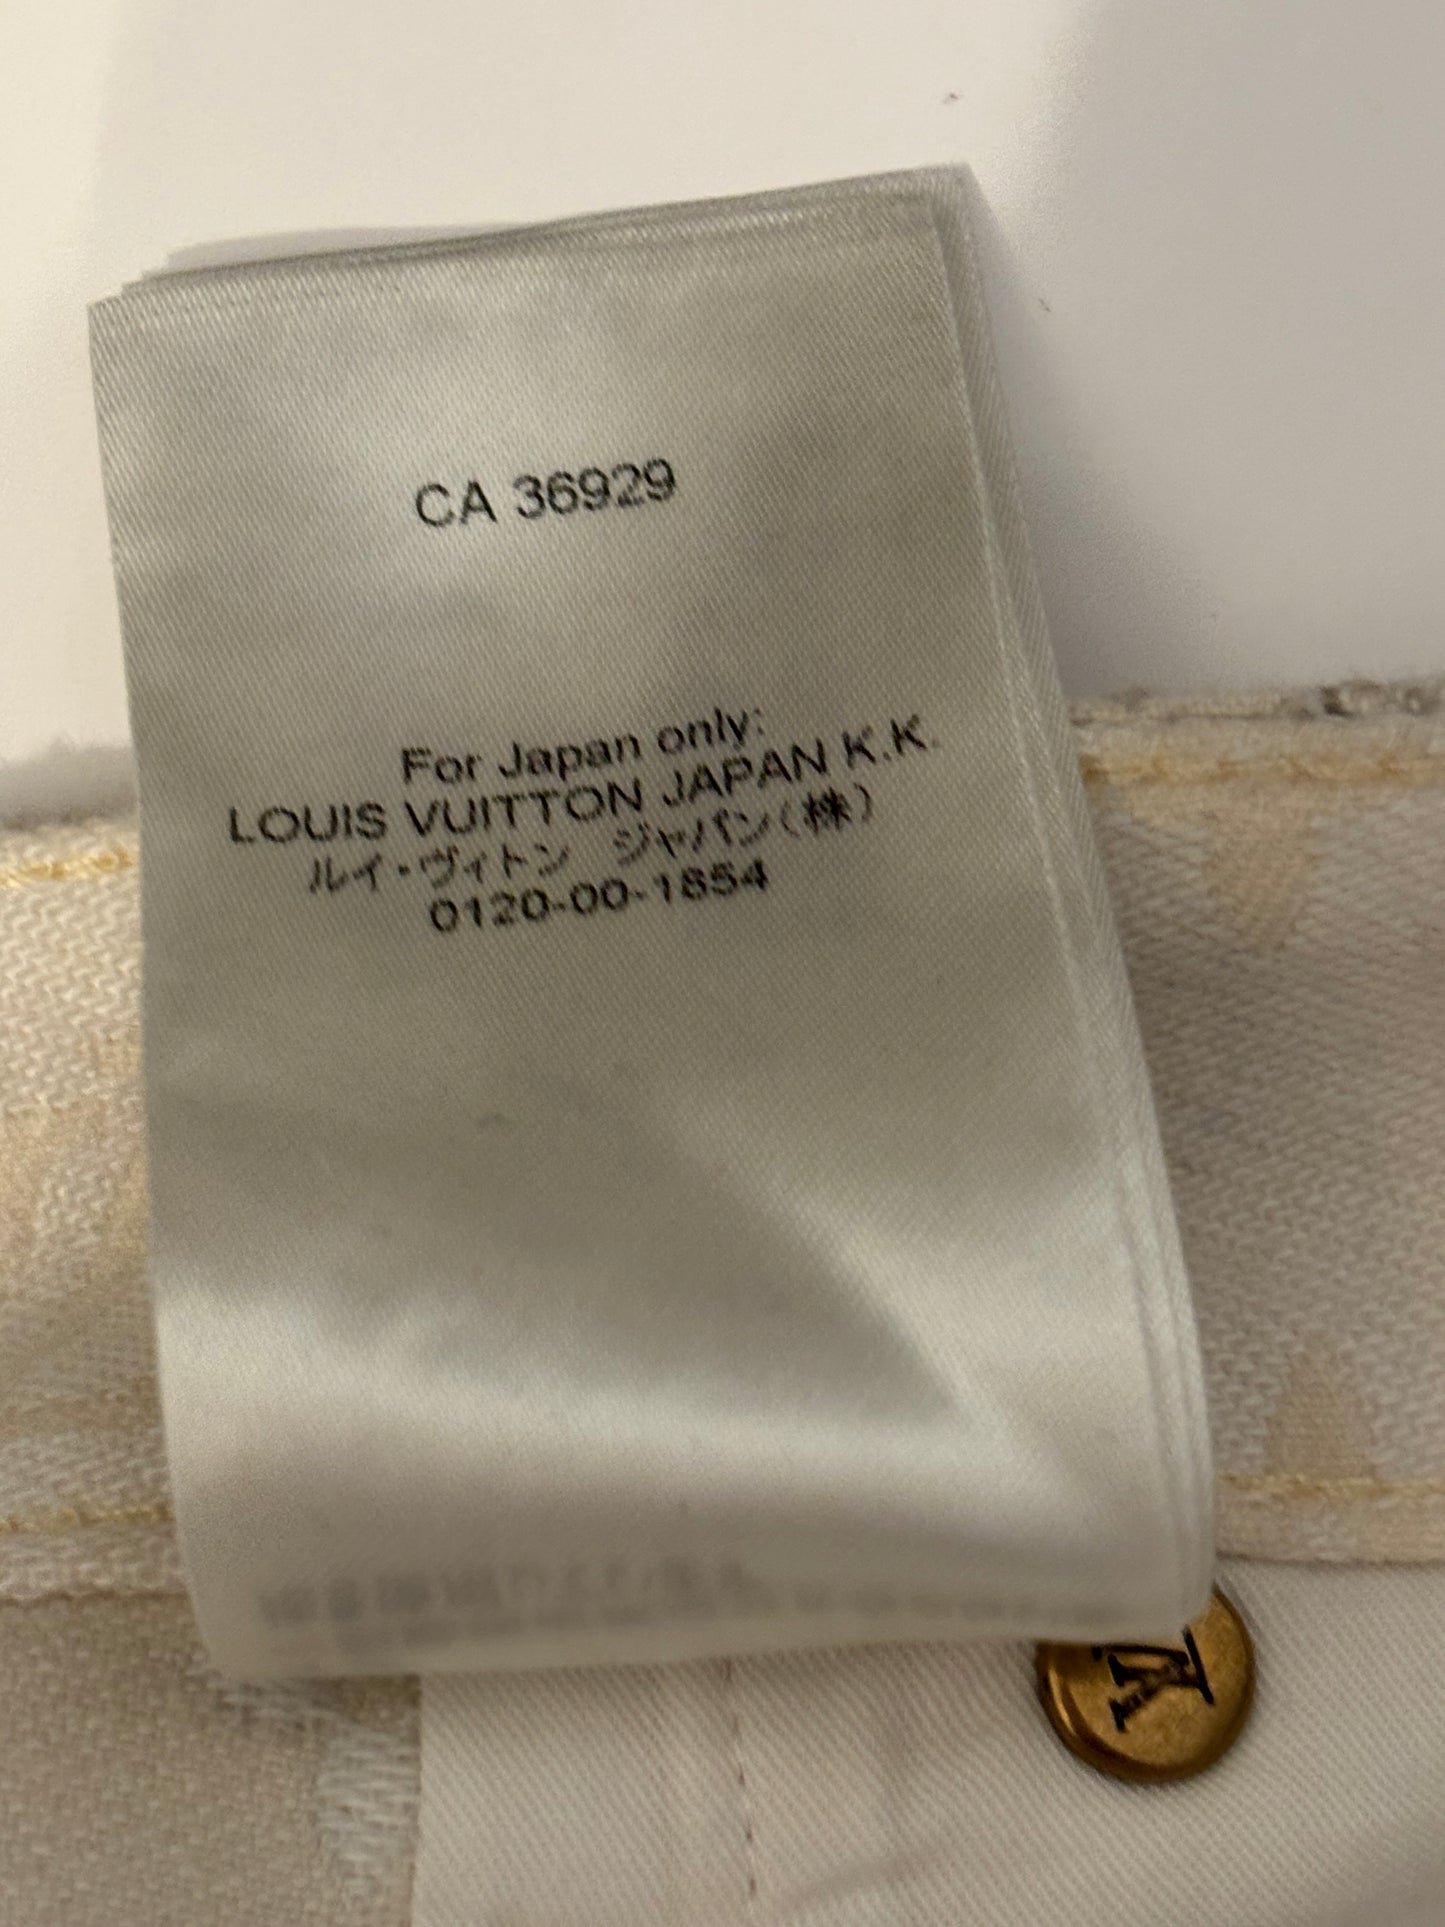 CA 36929
For Japan only:
LOUIS VUITTON JAPAN K.K.
ルイ・ヴィトン ジャパン(株)
0120-00-1854
LV